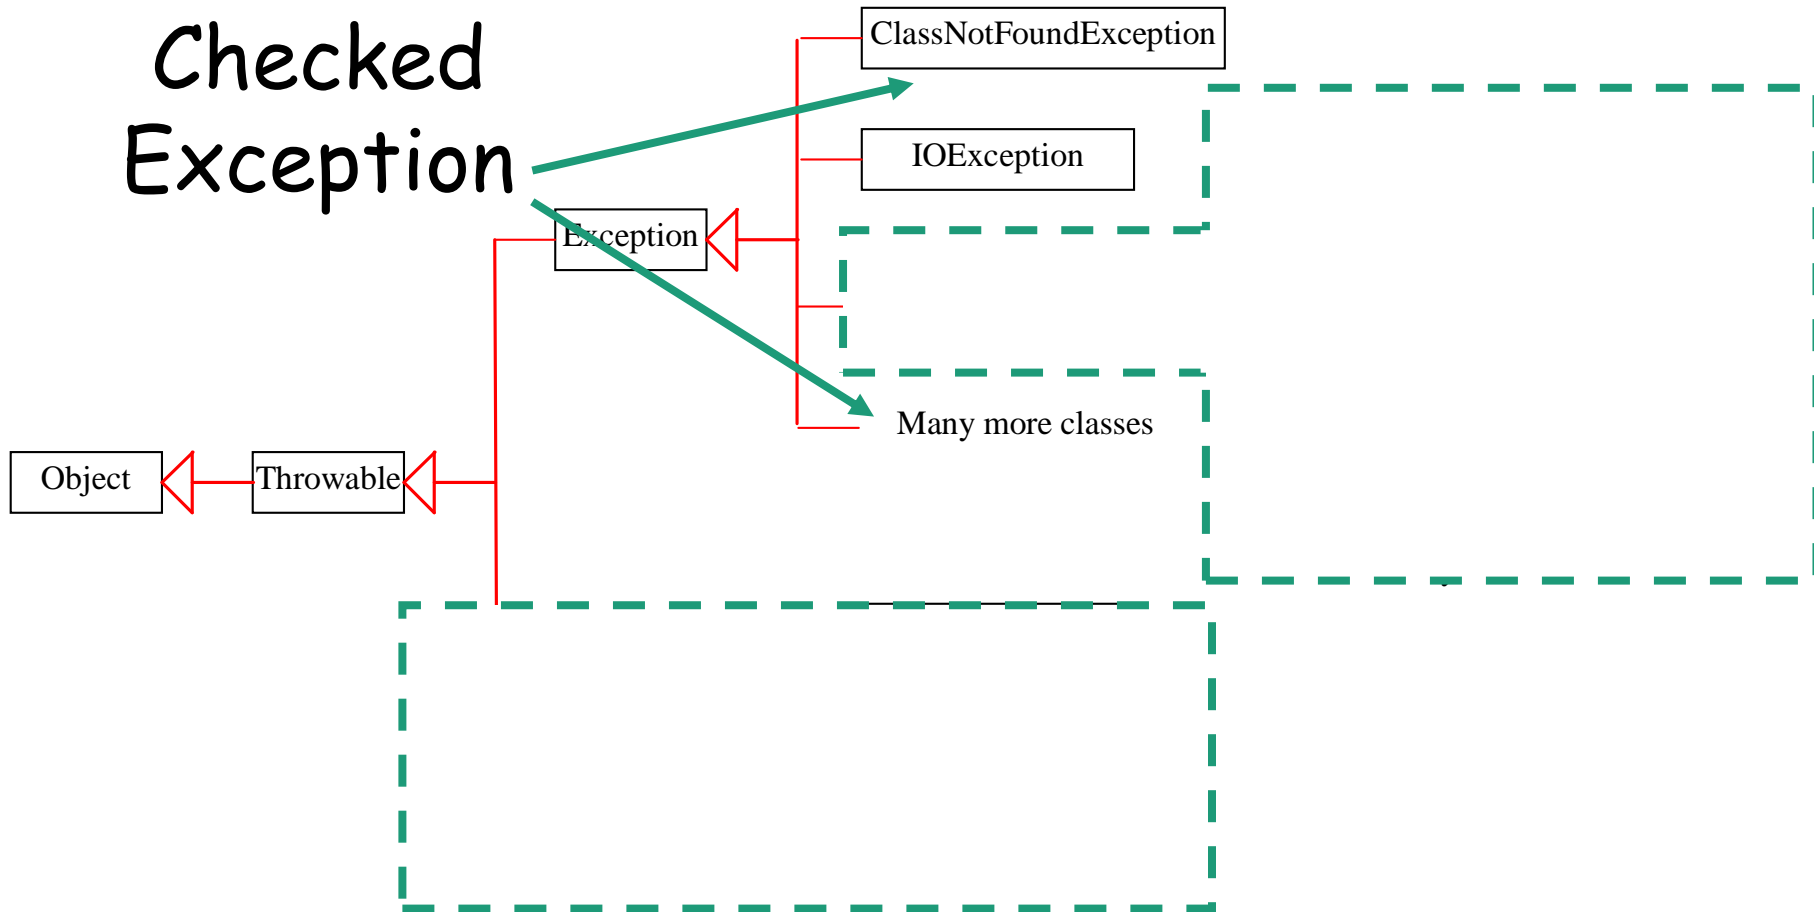 Checked
Exception
ClassNotFoundException
IOException
Exception
Many more classes
Object
Throwable